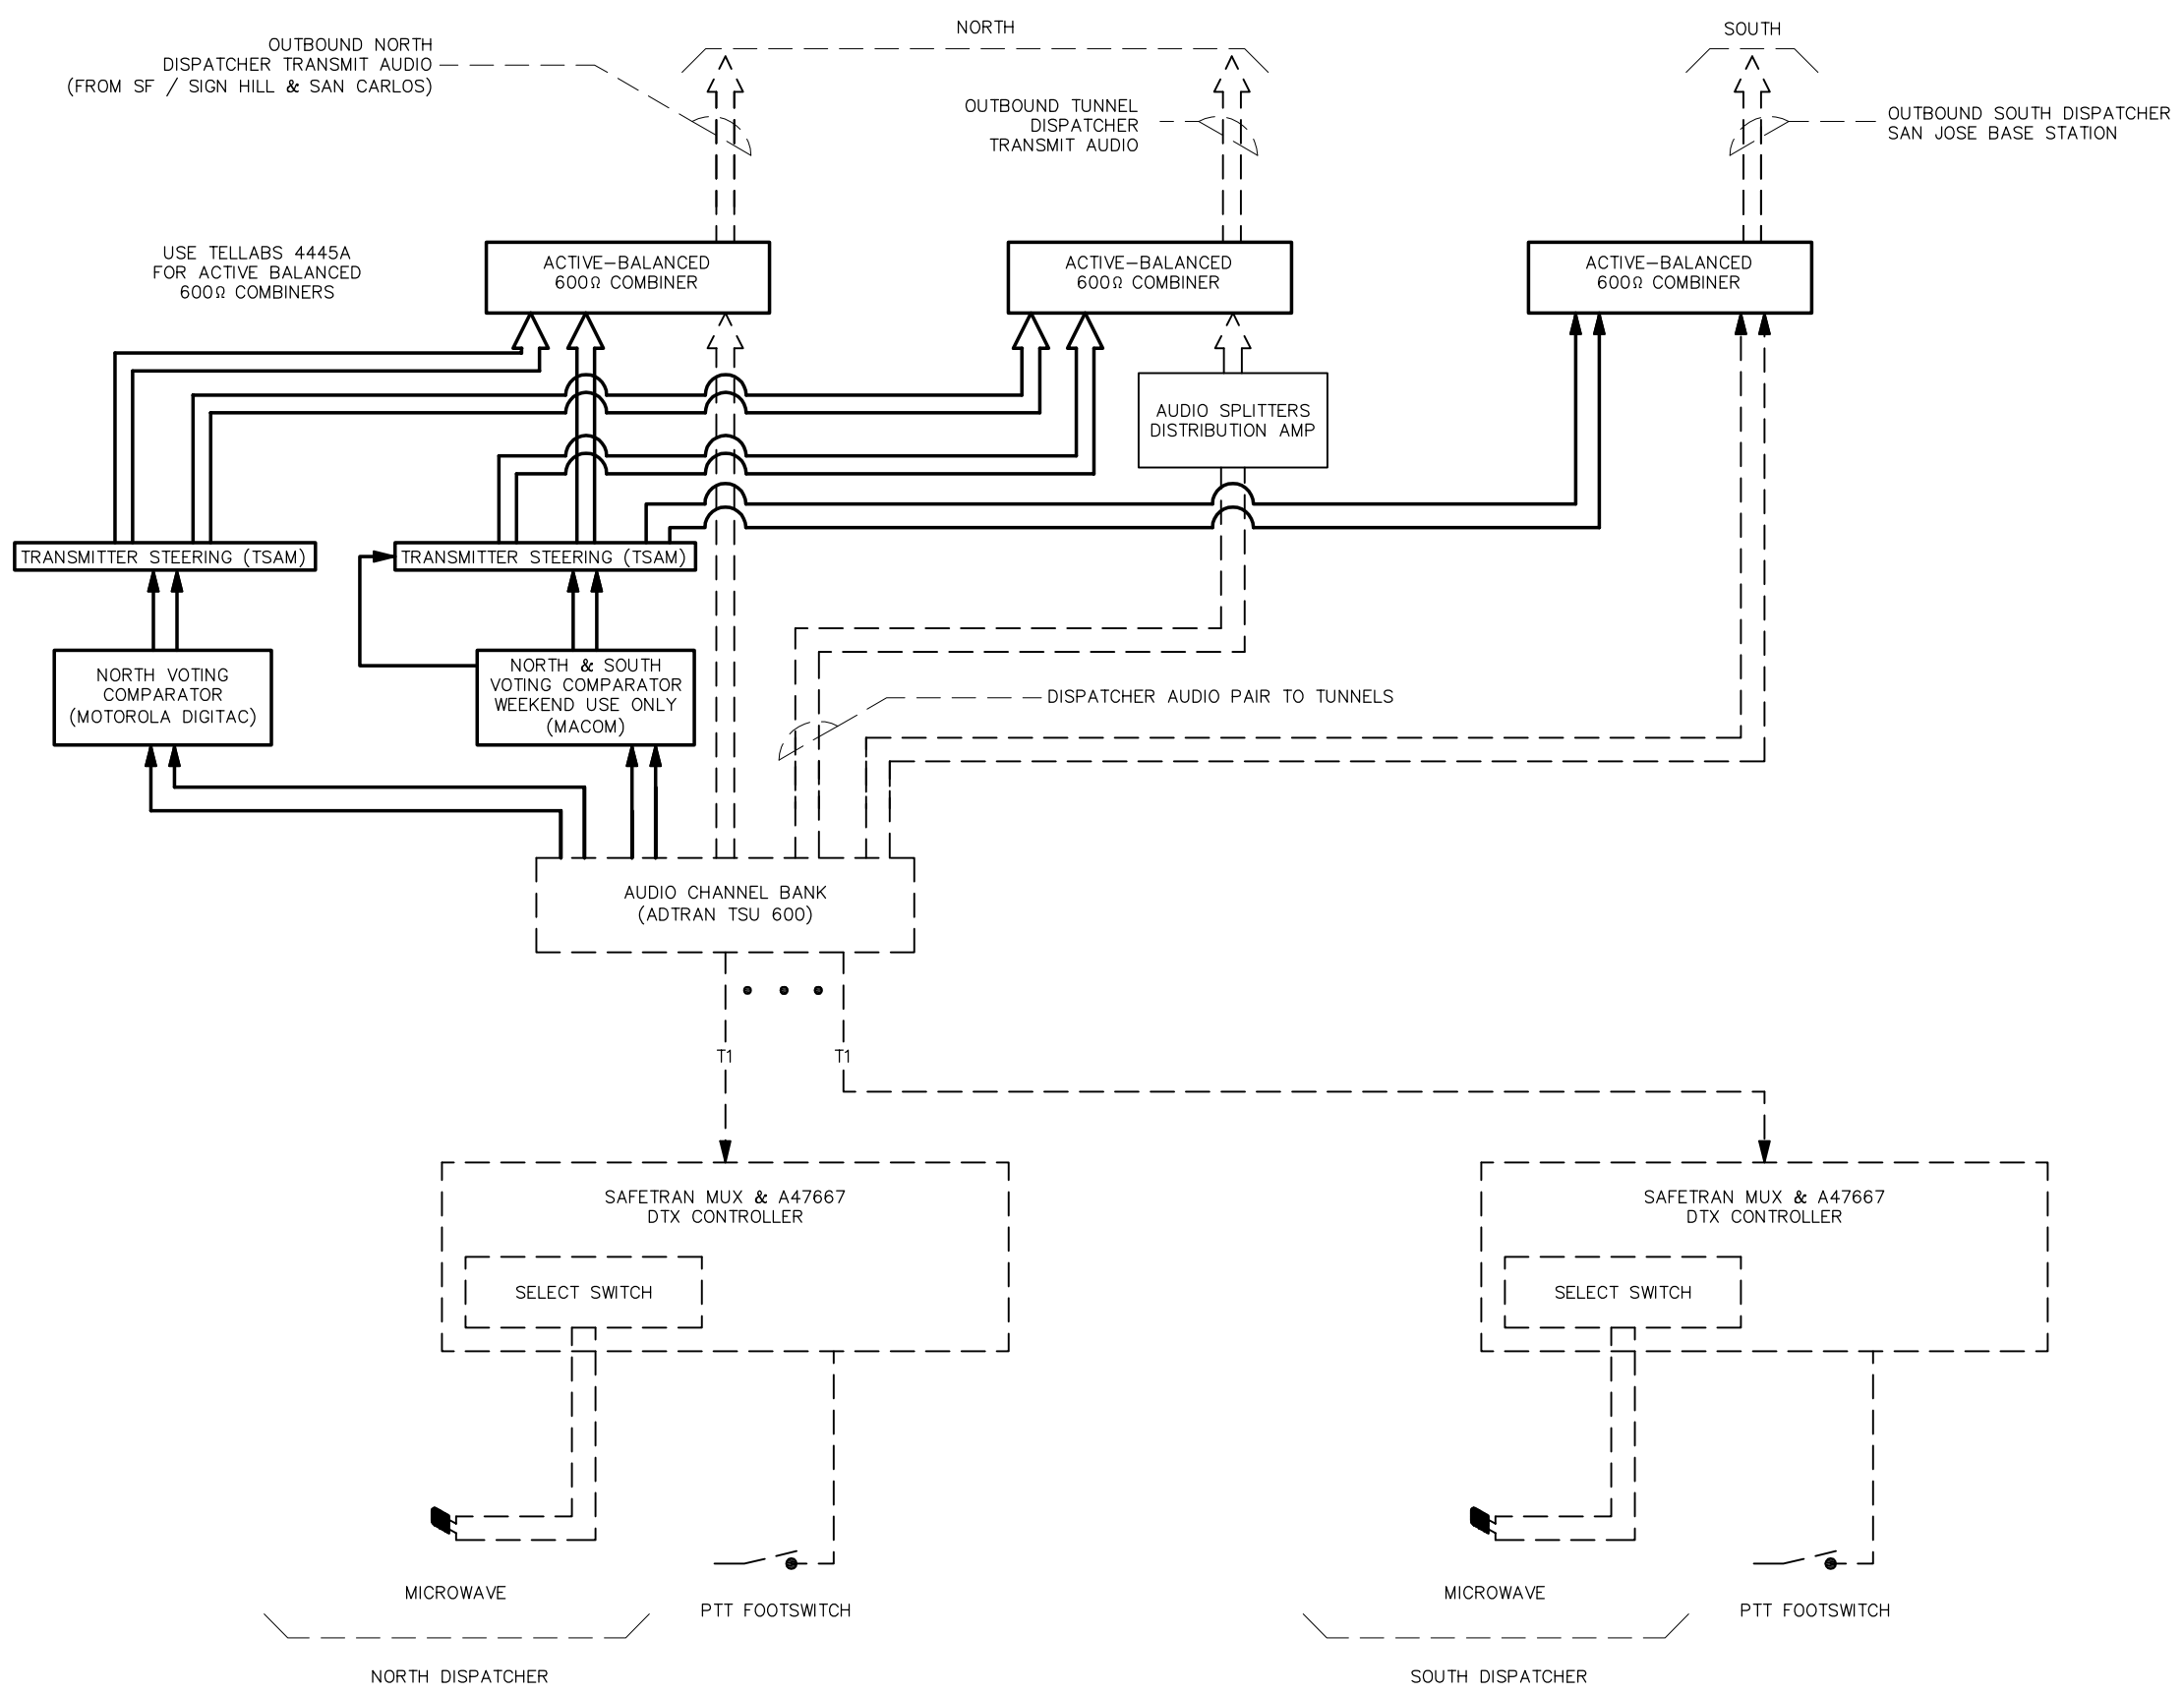 NORTH
SOUTH
OUTBOUND NORTH
DISPATCHER TRANSMIT AUDIO
(FROM SF / SIGN HILL & SAN CARLOS)
OUTBOUND TUNNEL
DISPATCHER
TRANSMIT AUDIO
OUTBOUND SOUTH DISPATCHER
SAN JOSE BASE STATION
USE TELLABS 4445A
FOR ACTIVE BALANCED
600Ω COMBINERS
ACTIVE-BALANCED
600Ω COMBINER
ACTIVE-BALANCED
600Ω COMBINER
ACTIVE-BALANCED
600Ω COMBINER
AUDIO SPLITTERS
DISTRIBUTION AMP
TRANSMITTER STEERING (TSAM)
TRANSMITTER STEERING (TSAM)
NORTH VOTING
COMPARATOR
(MOTOROLA DIGITAC)
NORTH & SOUTH
VOTING COMPARATOR
WEEKEND USE ONLY
(MACOM)
DISPATCHER AUDIO PAIR TO TUNNELS
AUDIO CHANNEL BANK
(ADTRAN TSU 600)
T1
T1
SAFETRAN MUX & A47667
DTX CONTROLLER
SELECT SWITCH
SAFETRAN MUX & A47667
DTX CONTROLLER
SELECT SWITCH
MICROWAVE
PTT FOOTSWITCH
NORTH DISPATCHER
MICROWAVE
PTT FOOTSWITCH
SOUTH DISPATCHER